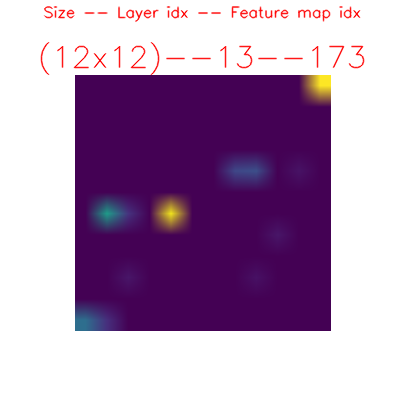 Size -- Layer idx -- Feature map idx
(12x12)--13--173